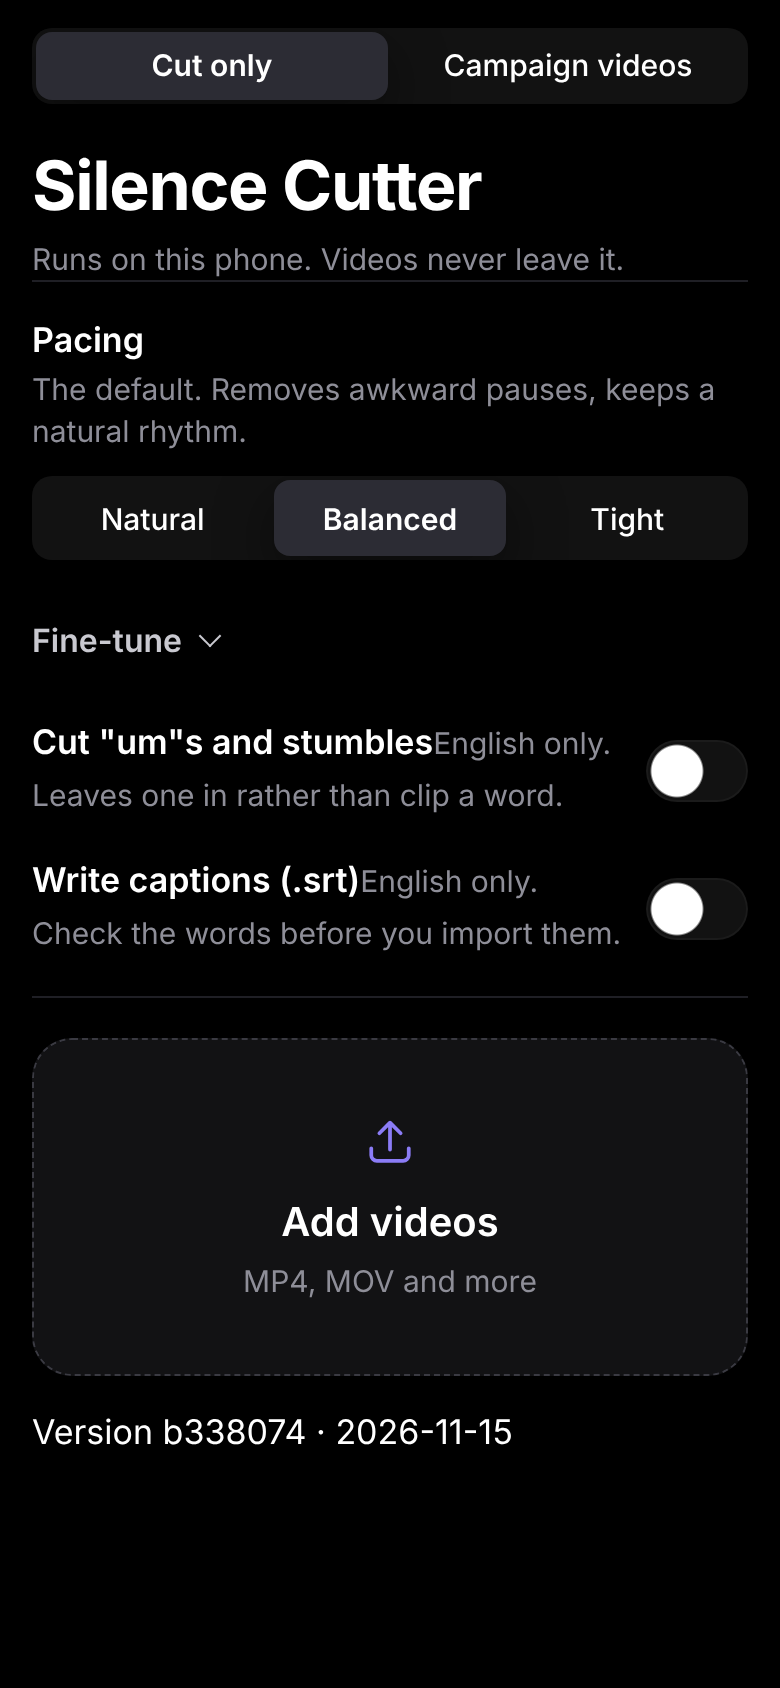 Cut only
Campaign videos
Silence Cutter
Runs on this phone. Videos never leave it.
Pacing
The default. Removes awkward pauses, keeps a
natural rhythm.
Natural
Balanced
Tight
Fine-tune
Cut "um"s and stumblesEnglish only.
Leaves one in rather than clip a word.
Write captions (.srt)English only.
Check the words before you import them.
Add videos
MP4, MOV and more
Version b338074 · 2026-11-15